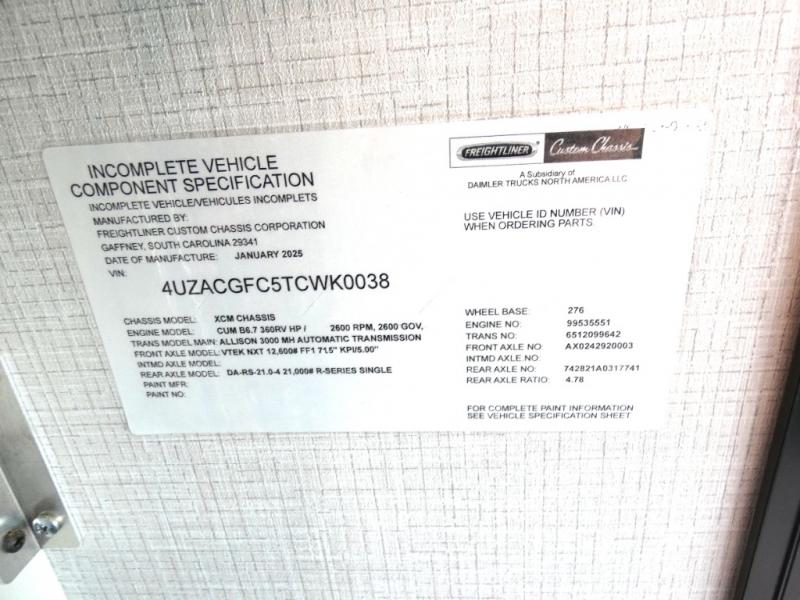 INCOMPLETE VEHICLE
COMPONENT SPECIFICATION
INCOMPLETE VEHICLE/VEHICULES INCOMPLETS
MANUFACTURED BY:
FREIGHTLINER CUSTOM CHASSIS CORPORATION
GAFFNEY, SOUTH CAROLINA 29341
DATE OF MANUFACTURE: JANUARY 2025
VIN:
4UZACGFC5TCWK0038
CHASSIS MODEL: XCM CHASSIS
ENGINE MODEL: CUM B6.7 360RV HP / 2600 RPM, 2600 GOV,
TRANS MODEL MAIN: ALLISON 3000 MH AUTOMATIC TRANSMISSION
FRONT AXLE MODEL: VTEK NXT 12,600# FF1 71.5" KPI/5.00"
INTMD AXLE MODEL:
REAR AXLE MODEL: DA-RS-21.0-4 21,000# R-SERIES SINGLE
PAINT MFR:
PAINT NO:
FREIGHTLINER Custom Chassis
A Subsidiary of
DAIMLER TRUCKS NORTH AMERICA LLC
USE VEHICLE ID NUMBER (VIN)
WHEN ORDERING PARTS
WHEEL BASE: 276
ENGINE NO: 99535551
TRANS NO: 6512099642
FRONT AXLE NO: AX0242920003
INTMD AXLE NO:
REAR AXLE NO: 742821A0317741
REAR AXLE RATIO: 4.78
FOR COMPLETE PAINT INFORMATION
SEE VEHICLE SPECIFICATION SHEET